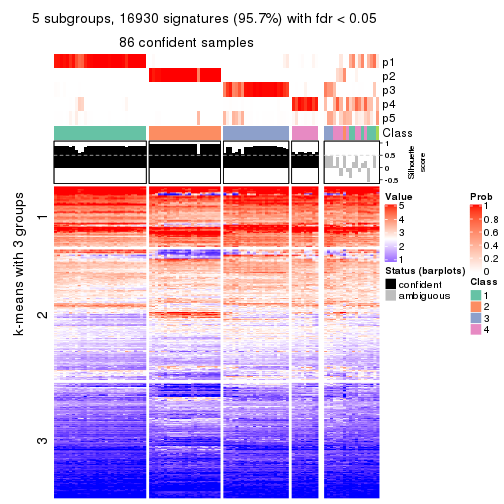 5 subgroups, 16930 signatures (95.7%) with fdr < 0.05
86 confident samples
p1
p2
p3
p4
p5
Class
1
0.5
0
-0.5
Silhouette
score
k-means with 3 groups
1
2
3
Value
5
4
3
2
1
Status (barplots)
confident
ambiguous
Prob
1
0.8
0.6
0.4
0.2
0
Class
1
2
3
4